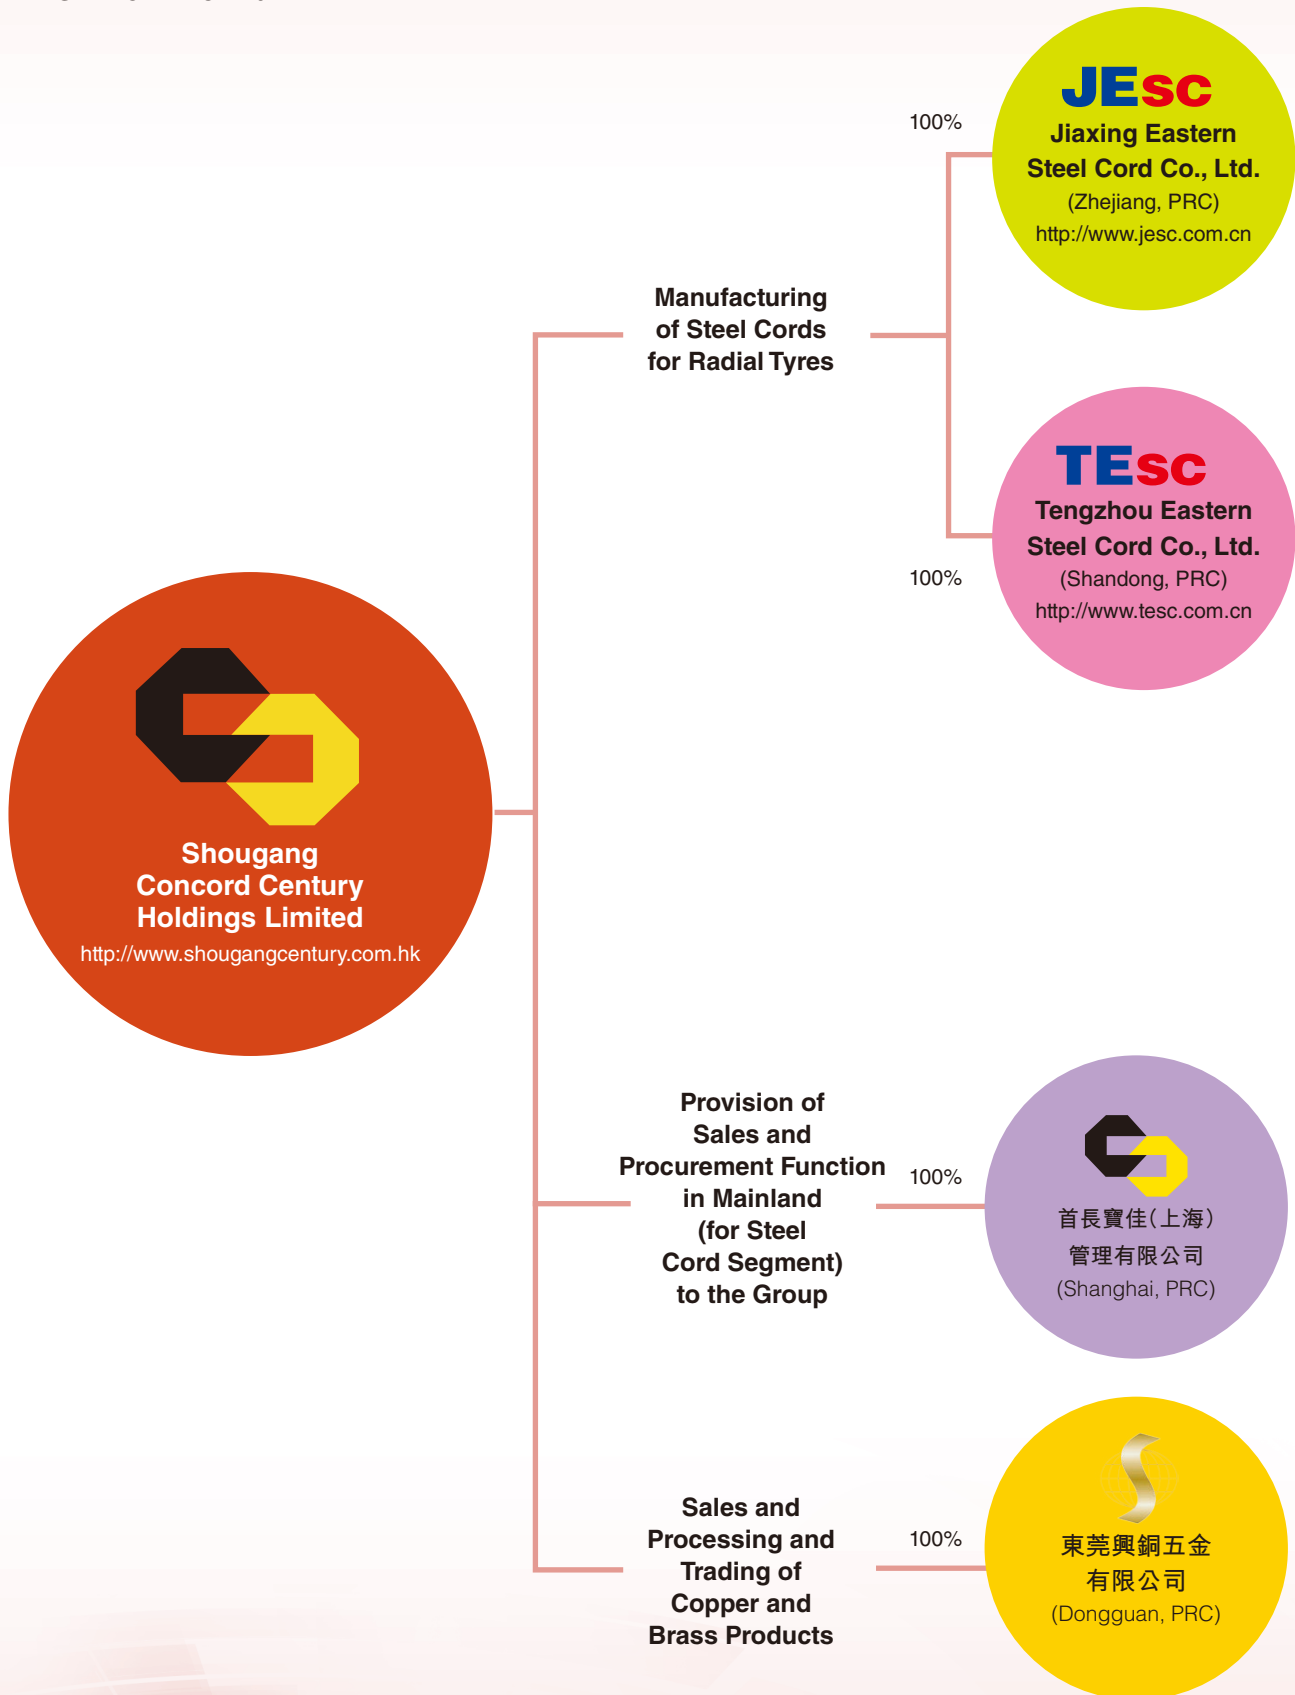 100%
JEsc
Jiaxing Eastern
Steel Cord Co., Ltd.
(Zhejiang, PRC)
http://www.jesc.com.cn
Manufacturing
of Steel Cords
for Radial Tyres
TEsc
Tengzhou Eastern
Steel Cord Co., Ltd.
(Shandong, PRC)
http://www.tesc.com.cn
100%
Shougang
Concord Century
Holdings Limited
http://www.shougangcentury.com.hk
Provision of
Sales and
Procurement Function
in Mainland
(for Steel
Cord Segment)
to the Group
100%
首長寶佳(上海)
管理有限公司
(Shanghai, PRC)
Sales and
Processing and
Trading of
Copper and
Brass Products
100%
東莞興銅五金
有限公司
(Dongguan, PRC)